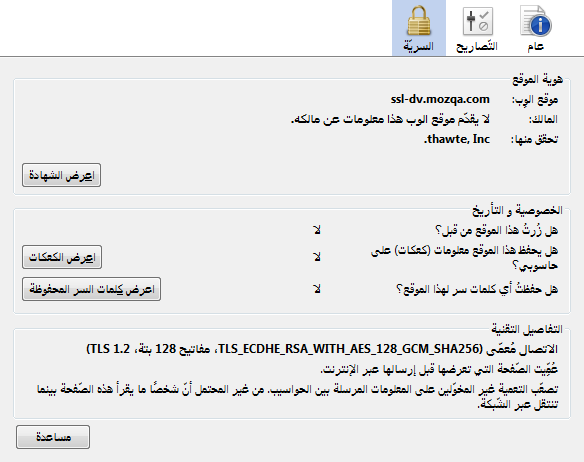 عام
التّصاريح
السريّة
هوية الموقع
موقع الوِب: ssl-dv.mozqa.com
المالك: لا يقدّم موقع الوب هذا معلومات عن مالكه.
تحقق منها: thawte, Inc.
اعرض الشهادة
الخصوصية و التأريخ
هل زُرتُ هذا الموقع من قبل؟ لا
هل يحفظ هذا الموقع معلومات (كعكات) على
حاسوبي؟ لا
اعرض الكعكات
هل حفظتُ أي كلمات سر لهذا الموقع؟ لا
اعرض كلمات السر المحفوظة
التفاصيل التقنية
الاتصال مُعمّى (TLS_ECDHE_RSA_WITH_AES_128_GCM_SHA256، مفاتيح 128 بتة، TLS 1.2)
عُمِّيت الصّفحة التي تعرضها قبل إرسالها عبر الإنترنت.
تصعّب التعمية غير المخوّلين على المعلومات المرسلة بين الحواسيب. من غير المحتمل أنّ شخصًا ما يقرأ هذه الصّفحة بينما
تنتقل عبر الشّبكة.
مساعدة